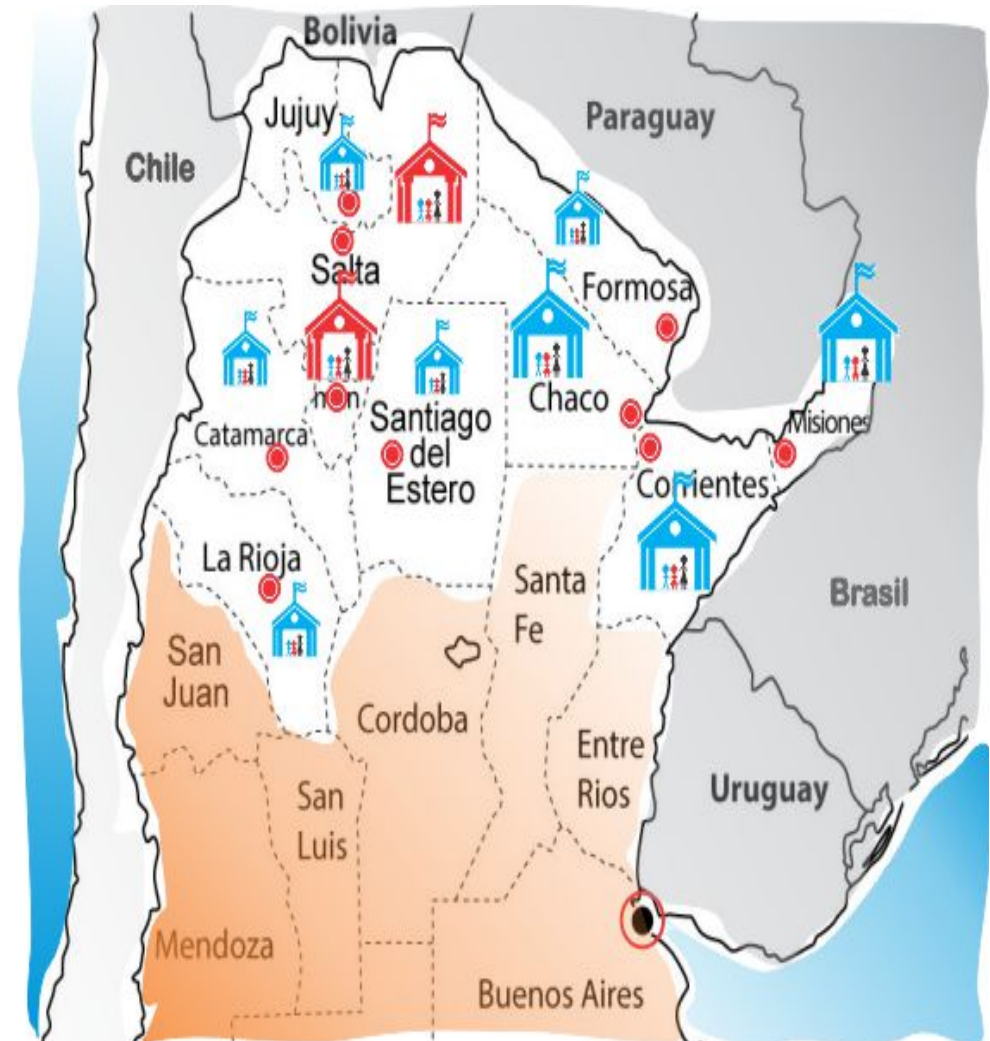 Bolivia
Jujuy
Paraguay
Chile
Salta
Formosa
Chaco
Misiones
Catamarca
Santiago
del
Estero
Corrientes
La Rioja
Santa
Fe
Brasil
San
Juan
Cordoba
Entre
Rios
San
Luis
Uruguay
Mendoza
Buenos Aires